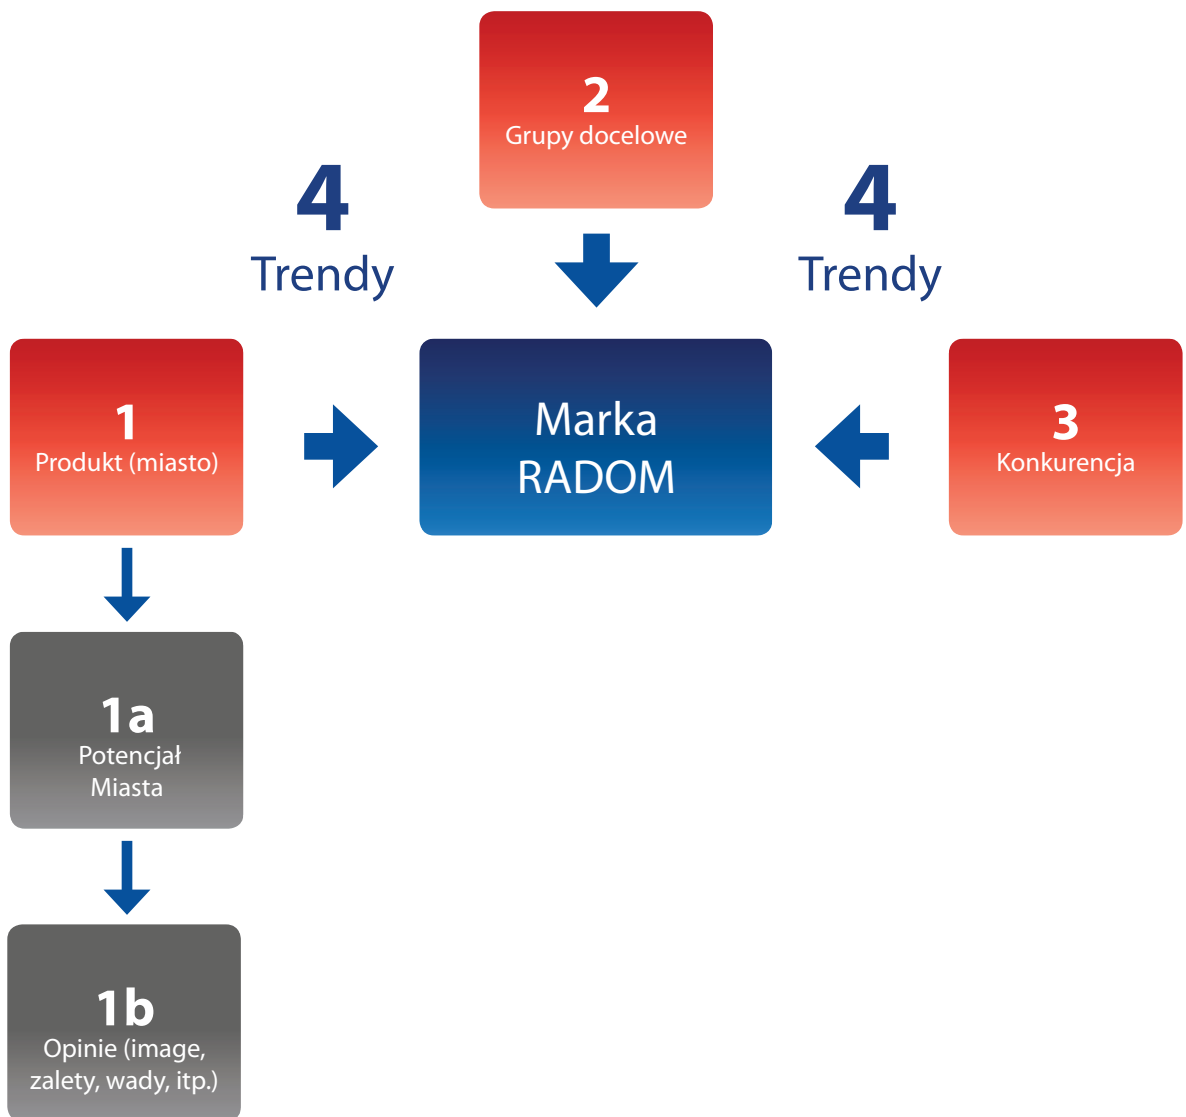 2
Grupy docelowe
4
Trendy
4
Trendy
1
Produkt (miasto)
Marka
RADOM
3
Konkurencja
1a
Potencjał
Miasta
1b
Opinie (image,
zalety, wady, itp.)